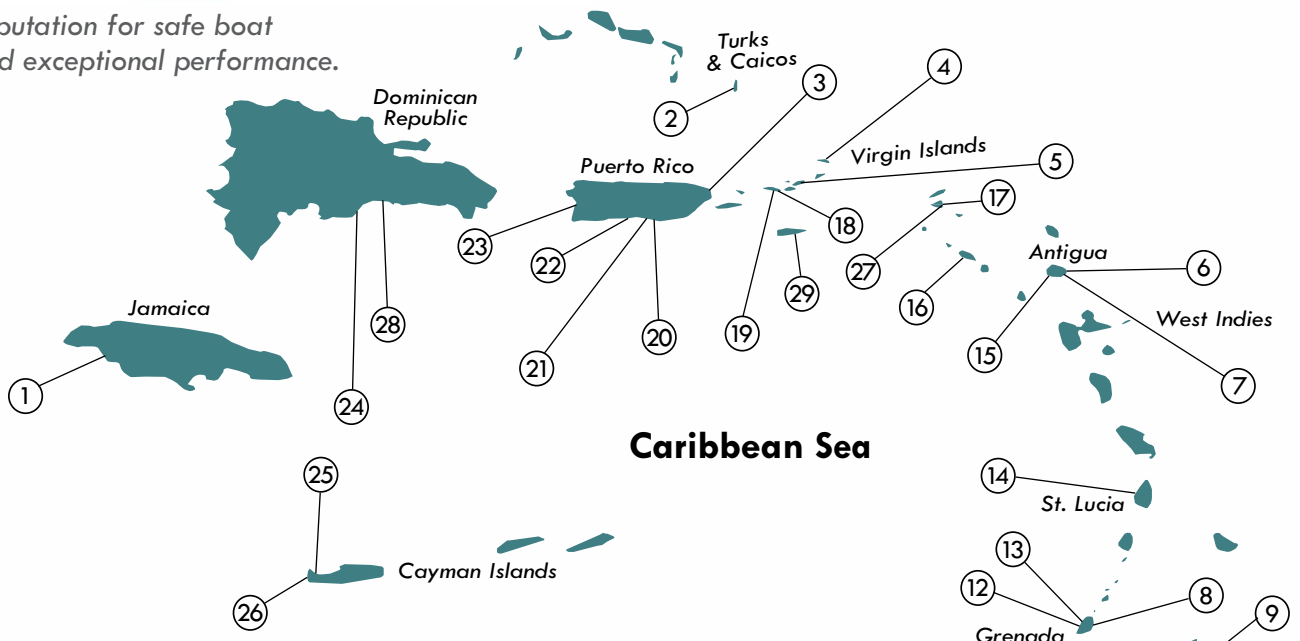 putation for safe boat
d exceptional performance.
Turks
& Caicos
4
3
2
Dominican
Republic
Virgin Islands
5
Puerto Rico
17
18
23
22
27
Antigua
6
29
16
Jamaica
28
19
20
West Indies
15
21
7
1
24
Caribbean Sea
25
14
St. Lucia
13
Cayman Islands
12
8
26
9
Grenada